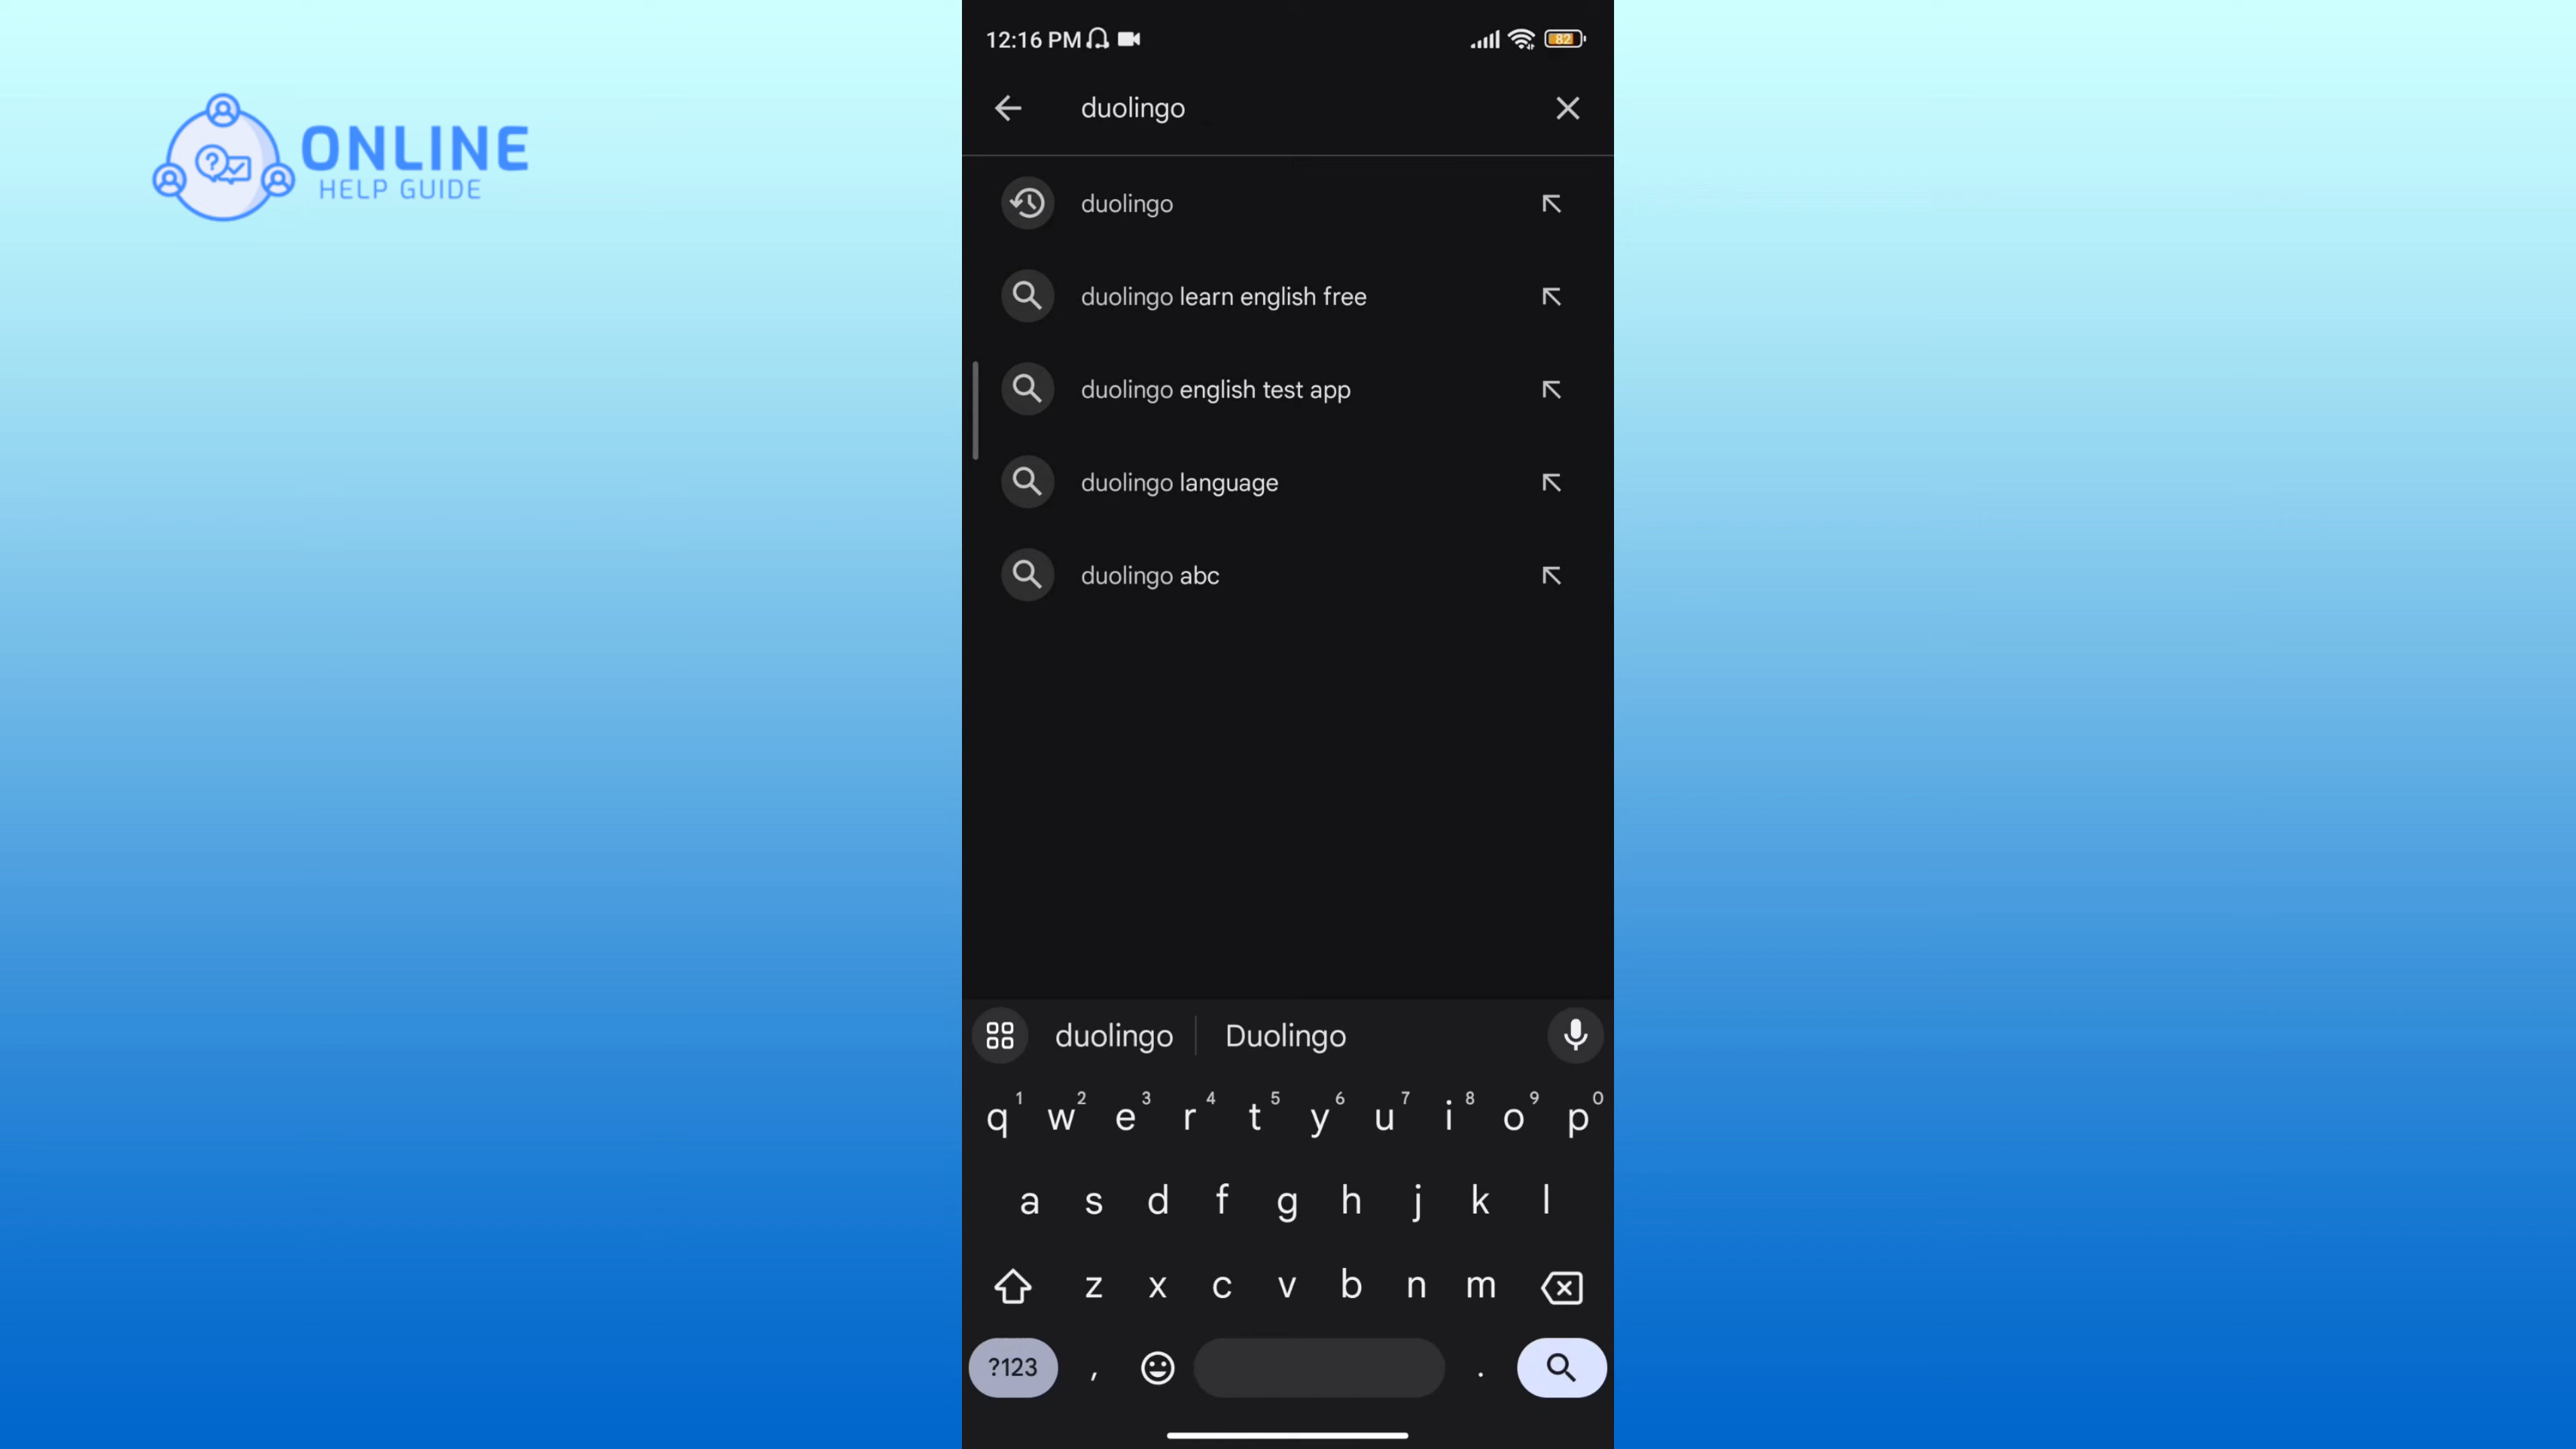 ONLINE
HELP GUIDE
12:16 PM
82
duolingo
duolingo
duolingo learn english free
duolingo english test app
duolingo language
duolingo abc
duolingo Duolingo
q1 w2 e3 r4 t5 y6 u7 i8 o9 p0
a s d f g h j k l
z x c v b n m
?123 , .